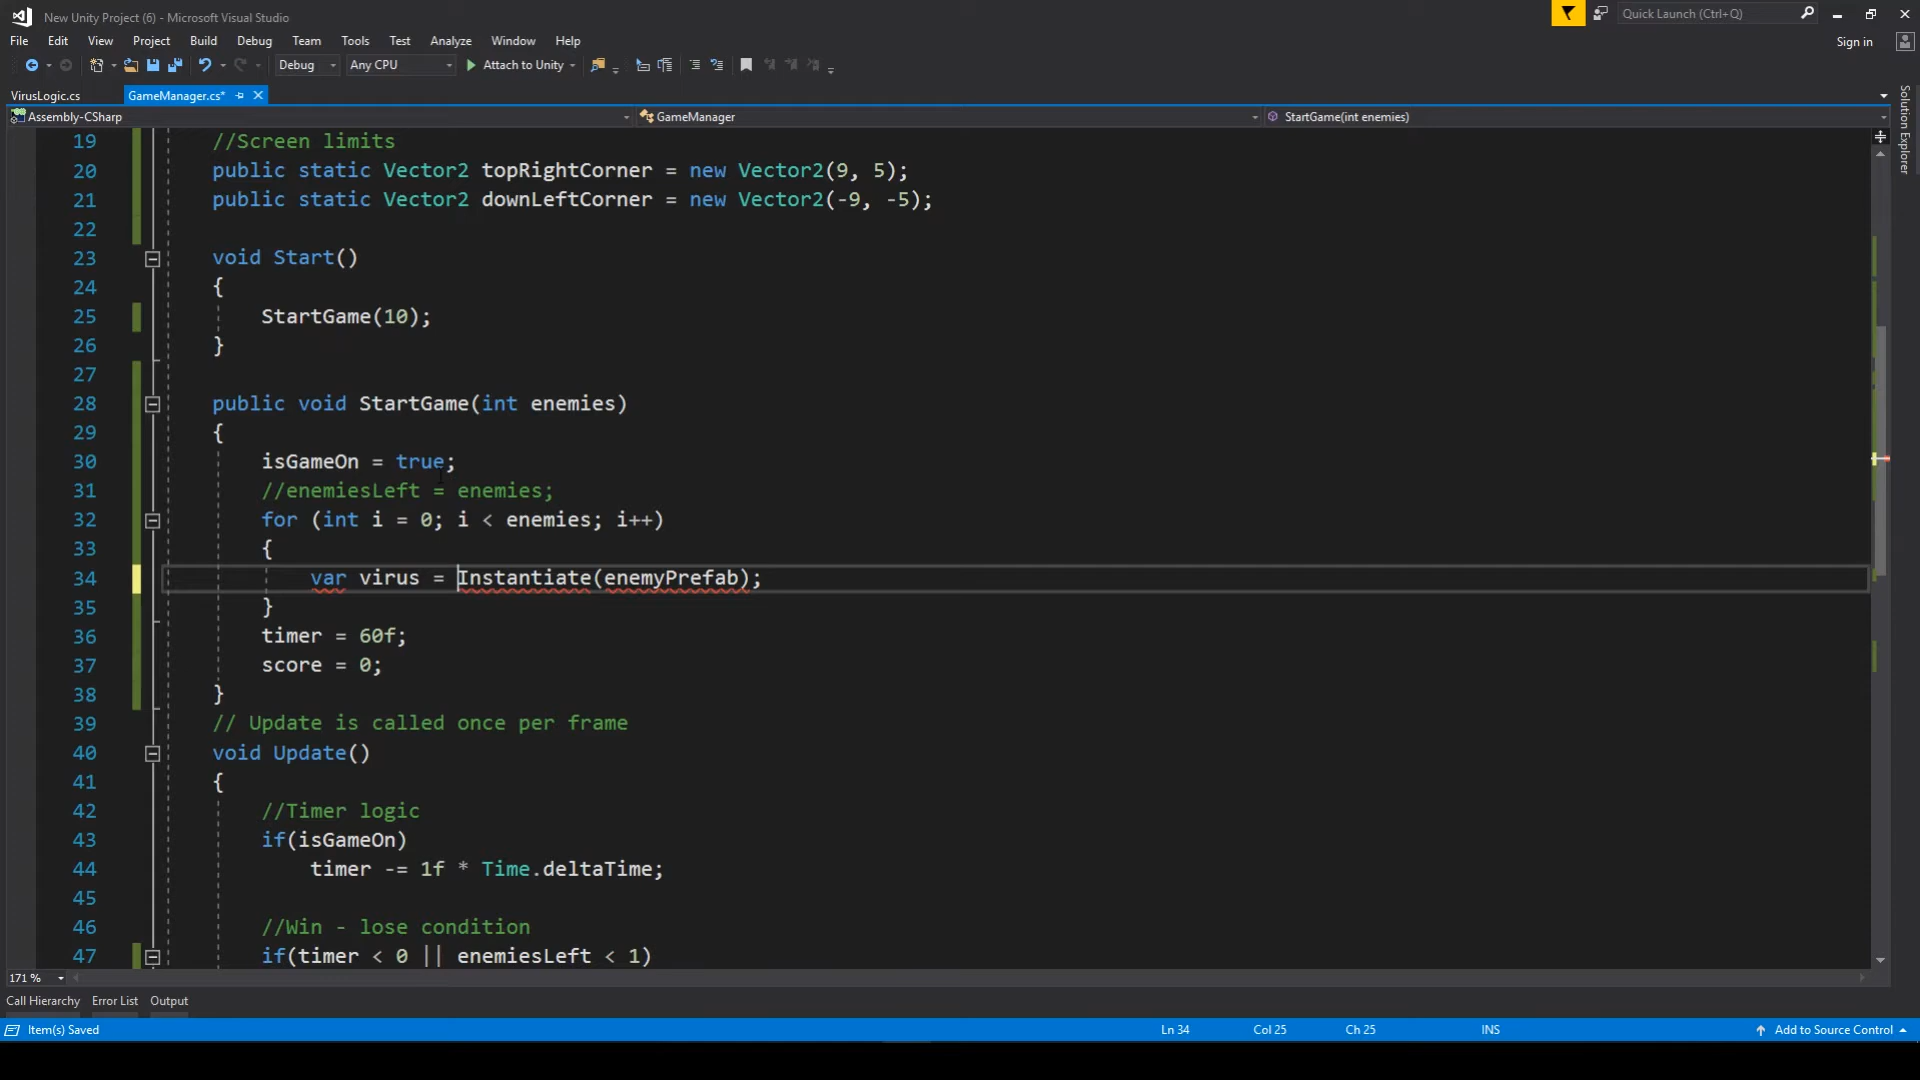 New Unity Project (6) - Microsoft Visual Studio
Quick Launch (Ctrl+Q)
File Edit View Project Build Debug Team Tools Test Analyze Window Help
Sign in
Debug Any CPU Attach to Unity
VirusLogic.cs GameManager.cs*
Assembly-CSharp GameManager StartGame(int enemies)
Solution Explorer
19 //Screen limits
20 public static Vector2 topRightCorner = new Vector2(9, 5);
21 public static Vector2 downLeftCorner = new Vector2(-9, -5);
22
23 void Start()
24 {
25 StartGame(10);
26 }
27
28 public void StartGame(int enemies)
29 {
30 isGameOn = true;
31 //enemiesLeft = enemies;
32 for (int i = 0; i < enemies; i++)
33 {
34 var virus = Instantiate(enemyPrefab);
35 }
36 timer = 60f;
37 score = 0;
38 }
39 // Update is called once per frame
40 void Update()
41 {
42 //Timer logic
43 if(isGameOn)
44 timer -= 1f * Time.deltaTime;
45
46 //Win - lose condition
47 if(timer < 0 || enemiesLeft < 1)
171 %
Call Hierarchy Error List Output
Item(s) Saved Ln 34 Col 25 Ch 25 INS Add to Source Control